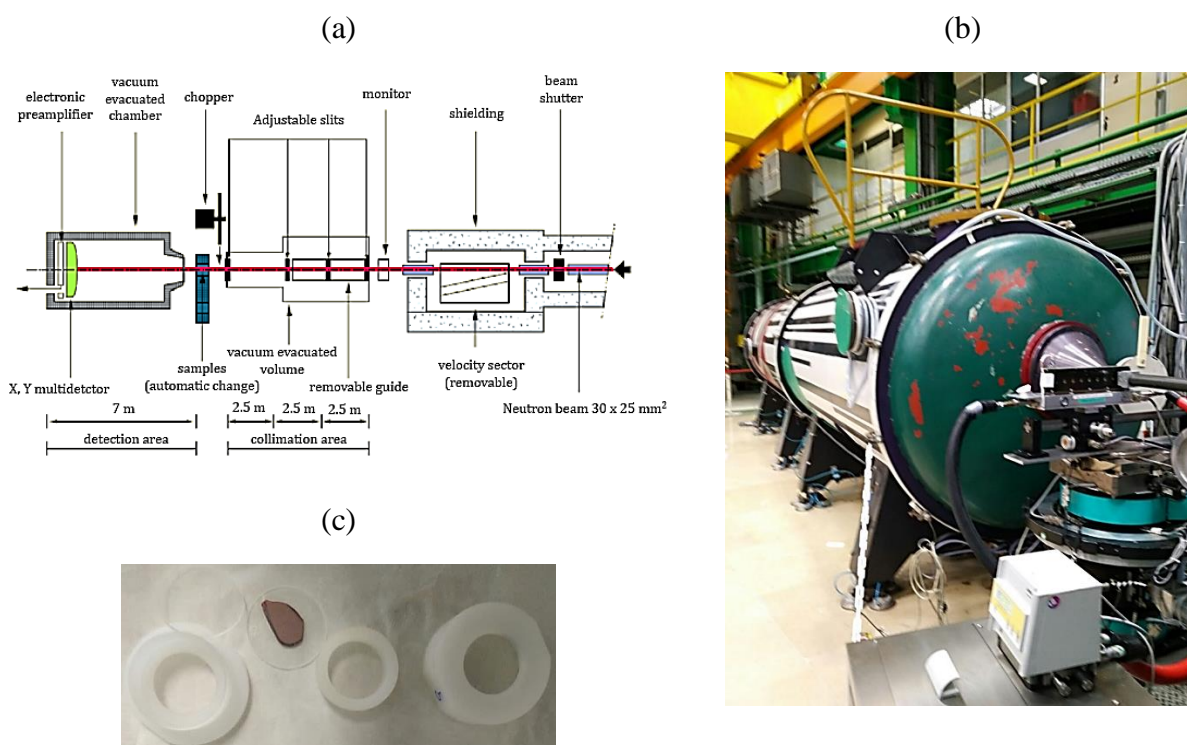 (a)
(b)
electronic
preamplifier
vacuum
evacuated
chamber
chopper
Adjustable slits
monitor
shielding
beam
shutter
X, Y multidetctor
samples
(automatic change)
vacuum evacuated
volume
removable guide
velocity sector
(removable)
Neutron beam 30 x 25 mm²
7 m
2.5 m
2.5 m
2.5 m
detection area
collimation area
(c)